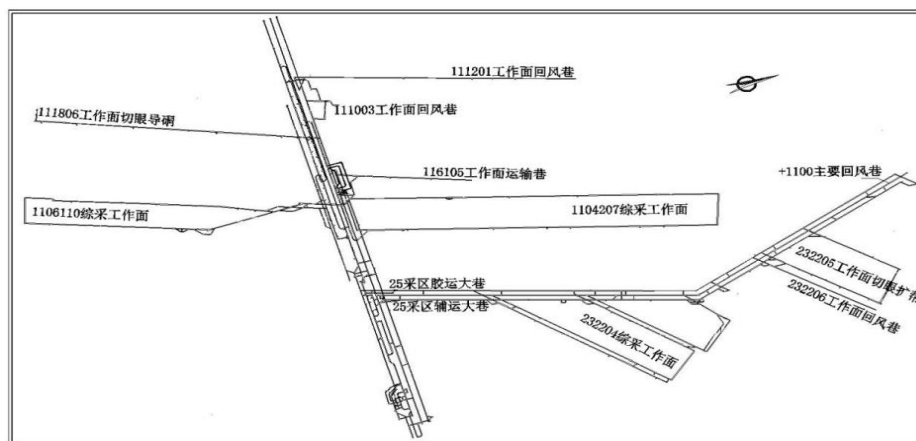 111201工作面回风巷
111003工作面回风巷
111806工作面切眼导硐
116105工作面运输巷
+1100主要回风巷
1106110综采工作面
1104207综采工作面
232205工作面切眼扩帮
25采区胶运大巷
25采区辅运大巷
232206工作面回风巷
232204综采工作面